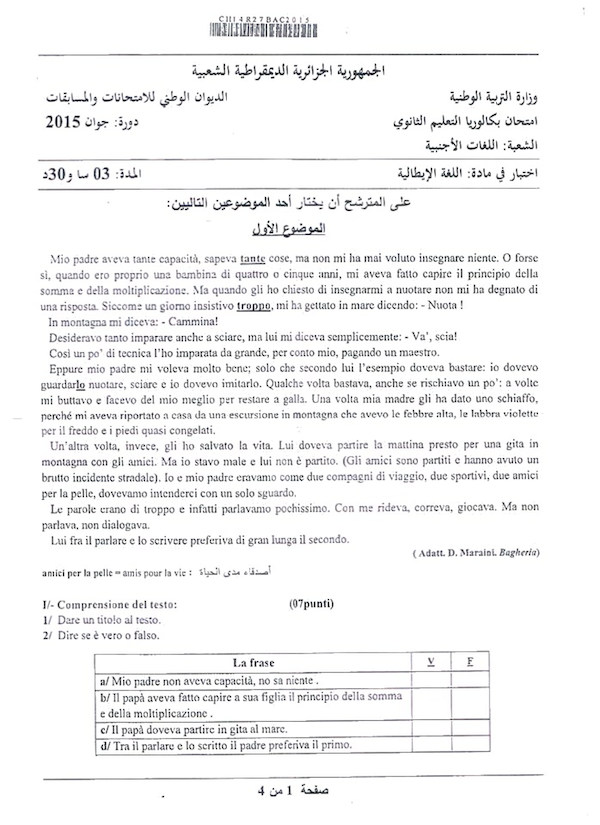 CH14R27BAC2015
الجمهورية الجزائرية الديمقراطية الشعبية
وزارة التربية الوطنية الديوان الوطني للامتحانات والمسابقات
امتحان بكالوريا التعليم الثانوي دورة: جوان 2015
الشعبة: اللغات الأجنبية
اختبار في مادة: اللغة الإيطالية المدة: 03 سا و30د
على المترشح أن يختار أحد الموضوعين التاليين:
الموضوع الأول
Mio padre aveva tante capacità, sapeva tante cose, ma non mi ha mai voluto insegnare niente. O forse
sì, quando ero proprio una bambina di quattro o cinque anni, mi aveva fatto capire il principio della
somma e della moltiplicazione. Ma quando gli ho chiesto di insegnarmi a nuotare non mi ha degnato di
una risposta. Siccome un giorno insistivo troppo, mi ha gettato in mare dicendo: - Nuota !
In montagna mi diceva: - Cammina!
Desideravo tanto imparare anche a sciare, ma lui mi diceva semplicemente: - Va', scia!
Così un po' di tecnica l'ho imparata da grande, per conto mio, pagando un maestro.
Eppure mio padre mi voleva molto bene; solo che secondo lui l'esempio doveva bastare: io dovevo
guardarlo nuotare, sciare e io dovevo imitarlo. Qualche volta bastava, anche se rischiavo un po': a volte
mi buttavo e facevo del mio meglio per restare a galla. Una volta mia madre gli ha dato uno schiaffo,
perché mi aveva riportato a casa da una escursione in montagna che avevo le febbre alta, le labbra violette
per il freddo e i piedi quasi congelati.
Un'altra volta, invece, gli ho salvato la vita. Lui doveva partire la mattina presto per una gita in
montagna con gli amici. Ma io stavo male e lui non è partito. (Gli amici sono partiti e hanno avuto un
brutto incidente stradale). Io e mio padre eravamo come due compagni di viaggio, due sportivi, due amici
per la pelle, dovevamo intenderci con un solo sguardo.
Le parole erano di troppo e infatti parlavamo pochissimo. Con me rideva, correva, giocava. Ma non
parlava, non dialogava.
Lui fra il parlare e lo scrivere preferiva di gran lunga il secondo.
( Adatt. D. Maraini. Bagheria)
amici per la pelle = amis pour la vie : أصدقاء مدى الحياة
I/- Comprensione del testo: (07punti)
1/ Dare un titolo al testo.
2/ Dire se è vero o falso.
La frase V F
a/ Mio padre non aveva capacità, no sa niente .
b/ Il papà aveva fatto capire a sua figlia il principio della somma
e della moltiplicazione .
c/ Il papà doveva partire in gita al mare.
d/ Tra il parlare e lo scritto il padre preferiva il primo.
صفحة 1 من 4